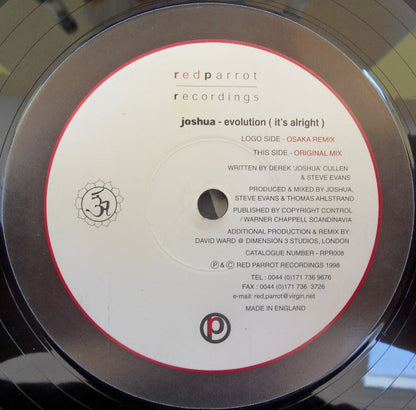 red parrot
recordings
joshua - evolution ( it's alright )
LOGO SIDE - OSAKA REMIX
THIS SIDE - ORIGINAL MIX
WRITTEN BY DEREK 'JOSHUA' CULLEN
& STEVE EVANS
PRODUCED & MIXED BY JOSHUA,
STEVE EVANS & THOMAS AHLSTRAND
PUBLISHED BY COPYRIGHT CONTROL
/ WARNER CHAPPELL SCANDINAVIA
ADDITIONAL PRODUCTION & REMIX BY:
DAVID WARD @ DIMENSION 3 STUDIOS, LONDON
CATALOGUE NUMBER - RPR008
℗ & © RED PARROT RECORDINGS 1998
TEL : 0044 (0)171 736 9676
FAX : 0044 (0)171 736 3726
e-mail: red.parrot@virgin.net
MADE IN ENGLAND
ॐ
rp